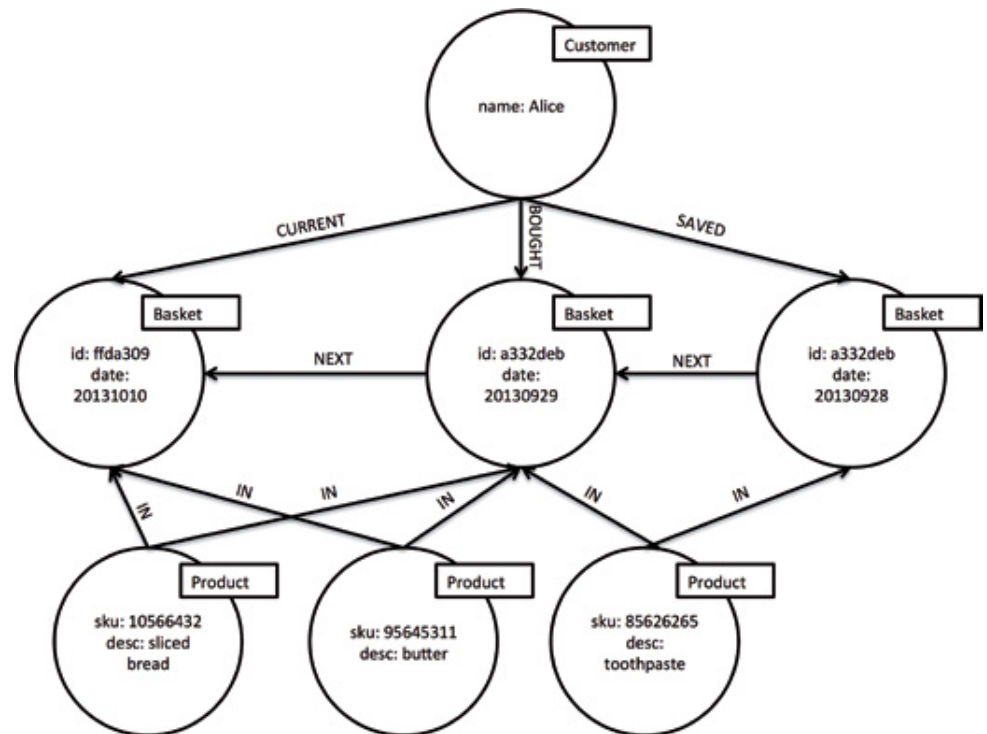 Customer
name: Alice
CURRENT
BOUGHT
SAVED
Basket
id: ffda309
date:
20131010
NEXT
Basket
id: a332deb
date:
20130929
NEXT
Basket
id: a332deb
date:
20130928
IN
IN
IN
IN
IN
IN
Product
sku: 10566432
desc: sliced
bread
Product
sku: 95645311
desc: butter
Product
sku: 85626265
desc:
toothpaste